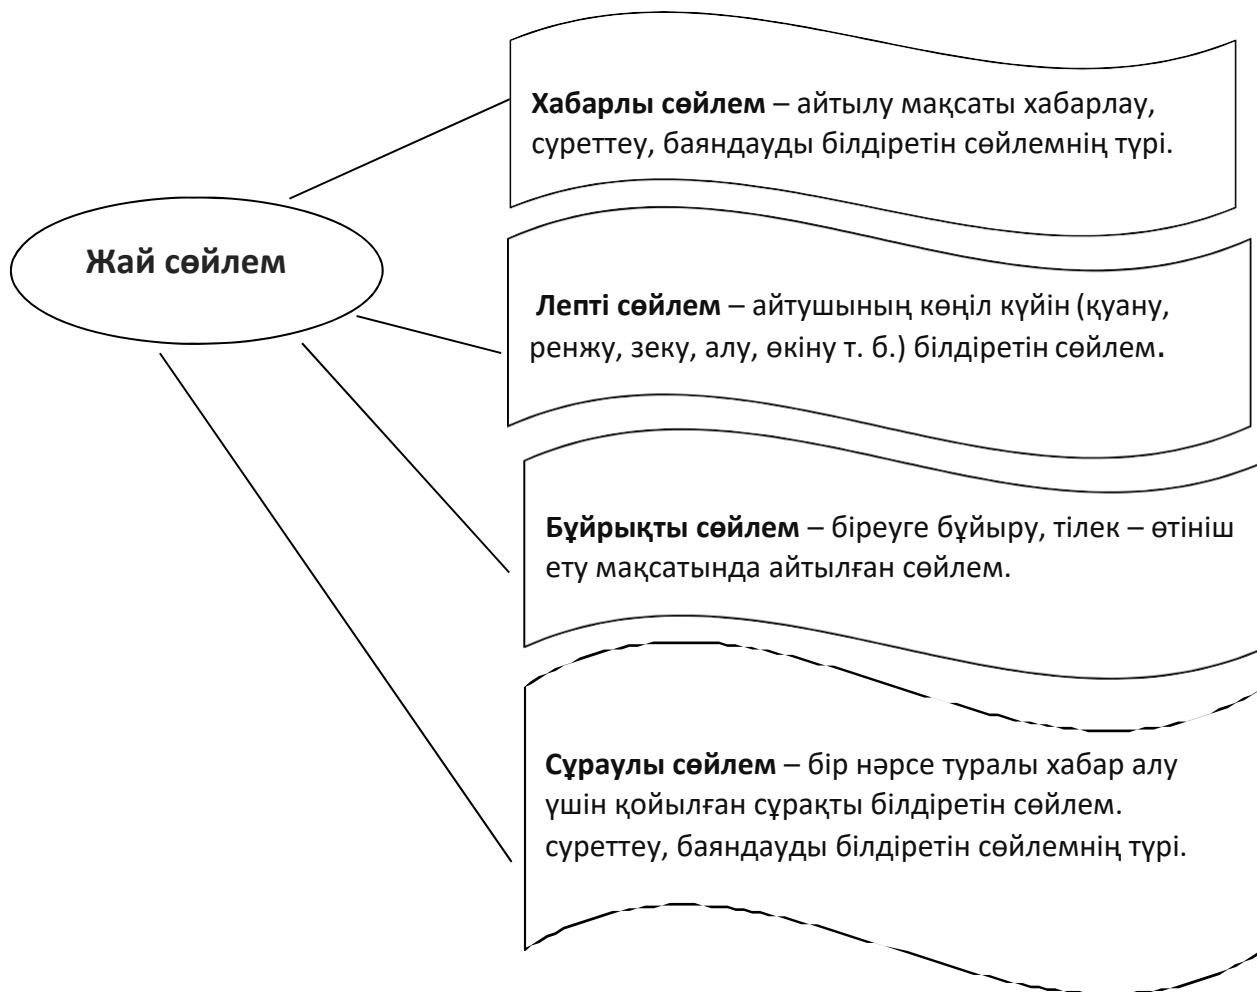 Хабарлы сөйлем – айтылу мақсаты хабарлау,
суреттеу, баяндауды білдіретін сөйлемнің түрі.
Жай сөйлем
Лепті сөйлем – айтушының көңіл күйін (қуану,
ренжу, зеку, алу, өкіну т. б.) білдіретін сөйлем.
Бұйрықты сөйлем – біреуге бұйыру, тілек – өтініш
ету мақсатында айтылған сөйлем.
Сұраулы сөйлем – бір нәрсе туралы хабар алу
үшін қойылған сұрақты білдіретін сөйлем.
суреттеу, баяндауды білдіретін сөйлемнің түрі.